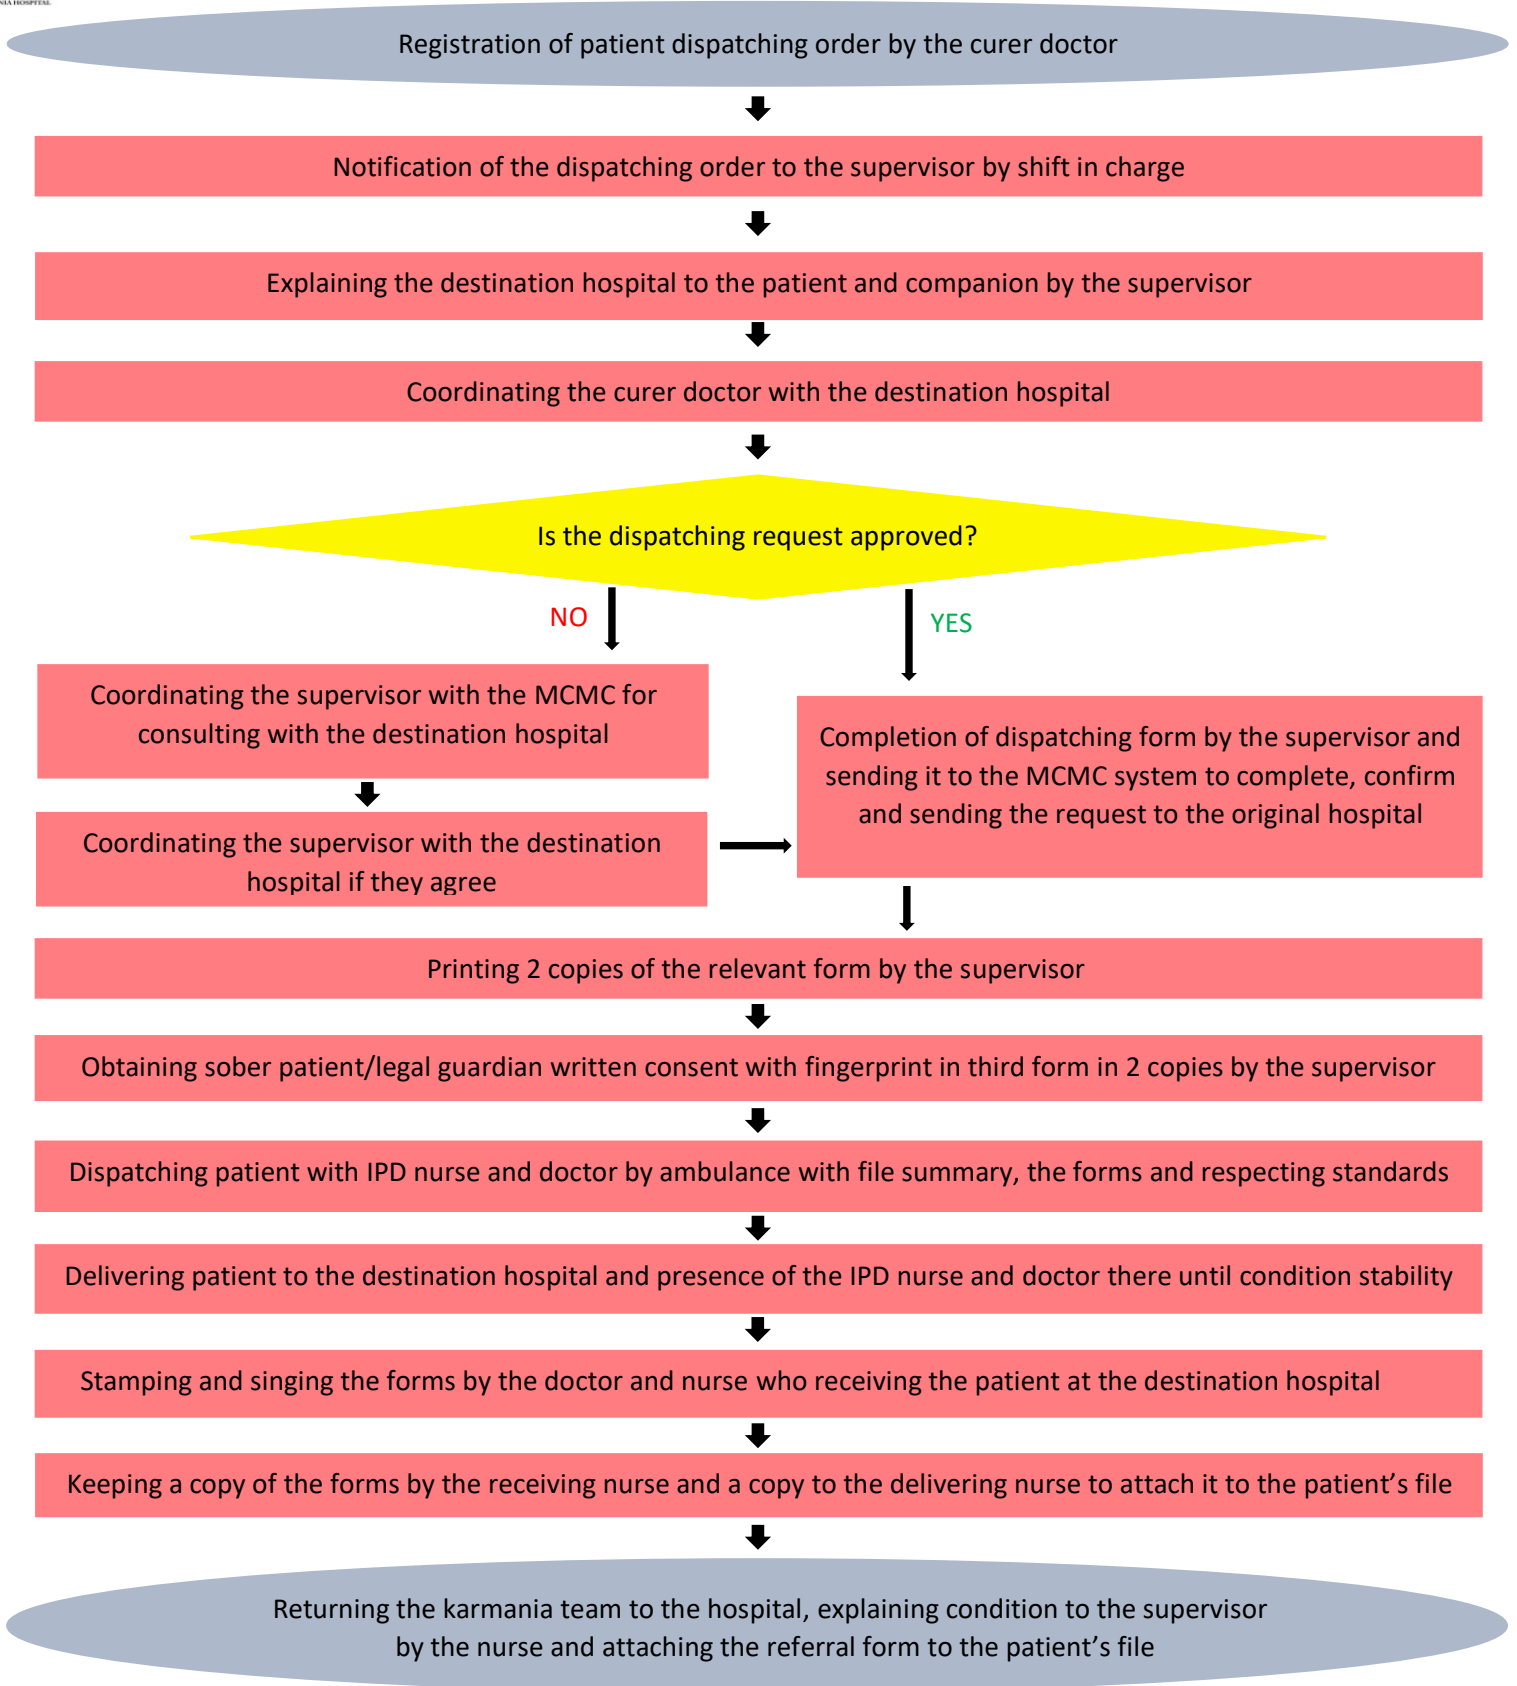 HOSPITAL
Registration of patient dispatching order by the curer doctor
Notification of the dispatching order to the supervisor by shift in charge
Explaining the destination hospital to the patient and companion by the supervisor
Coordinating the curer doctor with the destination hospital
Is the dispatching request approved?
NO
YES
Coordinating the supervisor with the MCMC for
consulting with the destination hospital
Completion of dispatching form by the supervisor and
sending it to the MCMC system to complete, confirm
and sending the request to the original hospital
Coordinating the supervisor with the destination
hospital if they agree
Printing 2 copies of the relevant form by the supervisor
Obtaining sober patient/legal guardian written consent with fingerprint in third form in 2 copies by the supervisor
Dispatching patient with IPD nurse and doctor by ambulance with file summary, the forms and respecting standards
Delivering patient to the destination hospital and presence of the IPD nurse and doctor there until condition stability
Stamping and singing the forms by the doctor and nurse who receiving the patient at the destination hospital
Keeping a copy of the forms by the receiving nurse and a copy to the delivering nurse to attach it to the patient’s file
Returning the karmania team to the hospital, explaining condition to the supervisor
by the nurse and attaching the referral form to the patient’s file